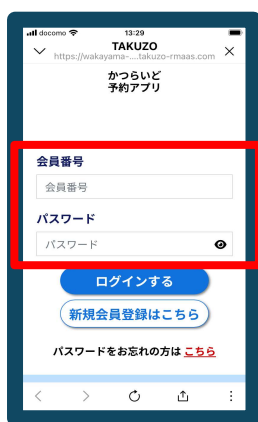 docomo 13:29
TAKUZO
https://wakayama-....takuzo-rmaas.com
かつらいど
予約アプリ
会員番号
会員番号
パスワード
パスワード
ログインする
新規会員登録はこちら
パスワードをお忘れの方は こちら